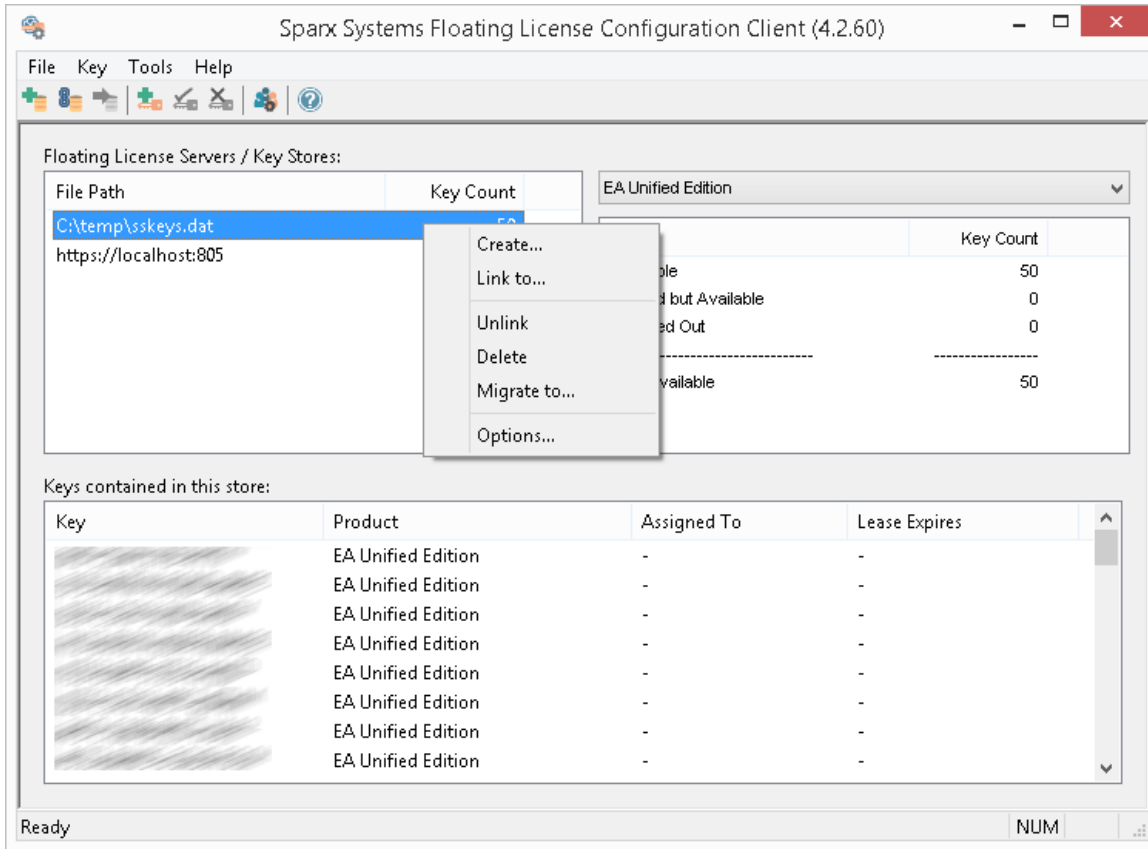 Sparx Systems Floating License Configuration Client (4.2.60)
File Key Tools Help
Floating License Servers / Key Stores:
File Path Key Count
C:\temp\sskeys.dat
https://localhost:805
EA Unified Edition
Key Count
50
but Available 0
Out 0
-----------------
50
Create...
Link to...
Unlink
Delete
Migrate to...
Options...
Keys contained in this store:
Key Product Assigned To Lease Expires
EA Unified Edition - -
EA Unified Edition - -
EA Unified Edition - -
EA Unified Edition - -
EA Unified Edition - -
EA Unified Edition - -
EA Unified Edition - -
EA Unified Edition - -
Ready NUM